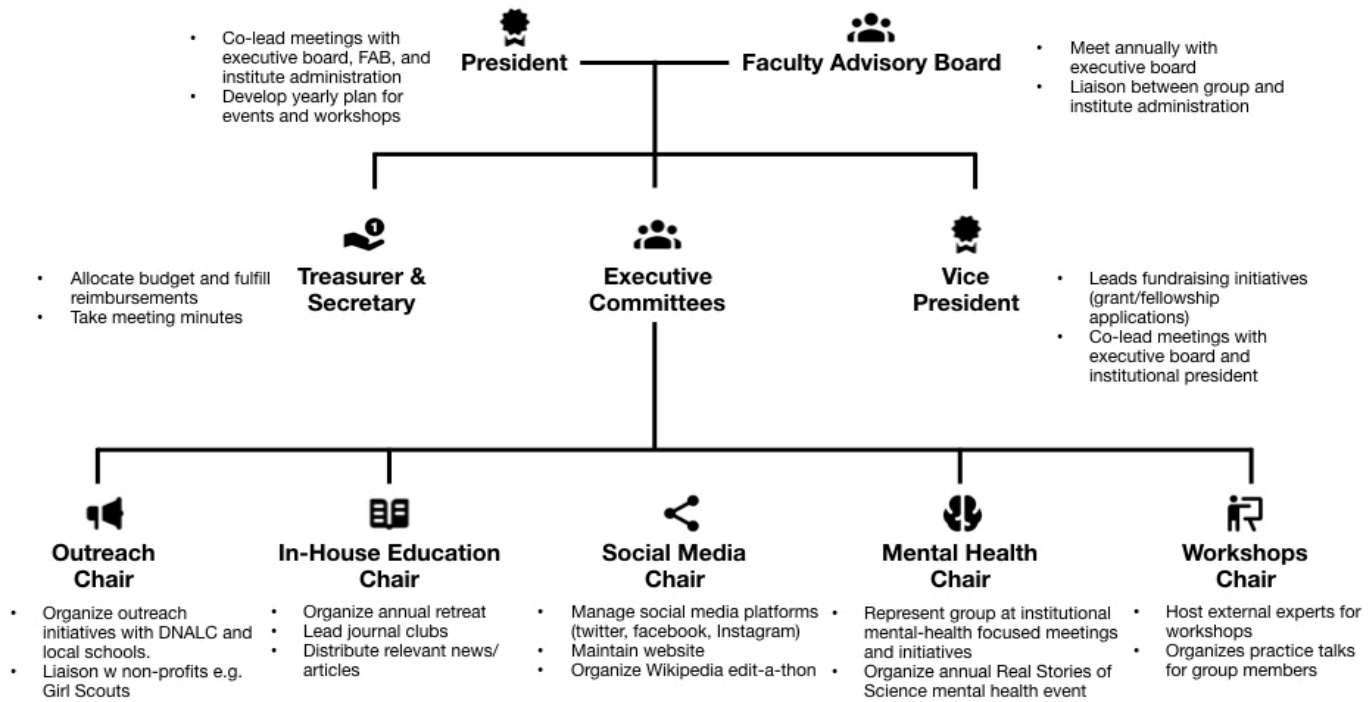 • Co-lead meetings with
executive board, FAB, and
institute administration
• Develop yearly plan for
events and workshops
President
Faculty Advisory Board
• Meet annually with
executive board
• Liaison between group and
institute administration
• Allocate budget and fulfill
reimbursements
• Take meeting minutes
1
Treasurer &
Secretary
Executive
Committees
Vice
President
• Leads fundraising initiatives
(grant/fellowship
applications)
• Co-lead meetings with
executive board and
institutional president
Outreach
Chair
• Organize outreach
initiatives with DNALC and
local schools.
• Liaison w non-profits e.g.
Girl Scouts
In-House Education
Chair
• Organize annual retreat
• Lead journal clubs
• Distribute relevant news/
articles
Social Media
Chair
• Manage social media platforms
(twitter, facebook, Instagram)
• Maintain website
• Organize Wikipedia edit-a-thon
Mental Health
Chair
• Represent group at institutional
mental-health focused meetings
and initiatives
• Organize annual Real Stories of
Science mental health event
Workshops
Chair
• Host external experts for
workshops
• Organizes practice talks
for group members